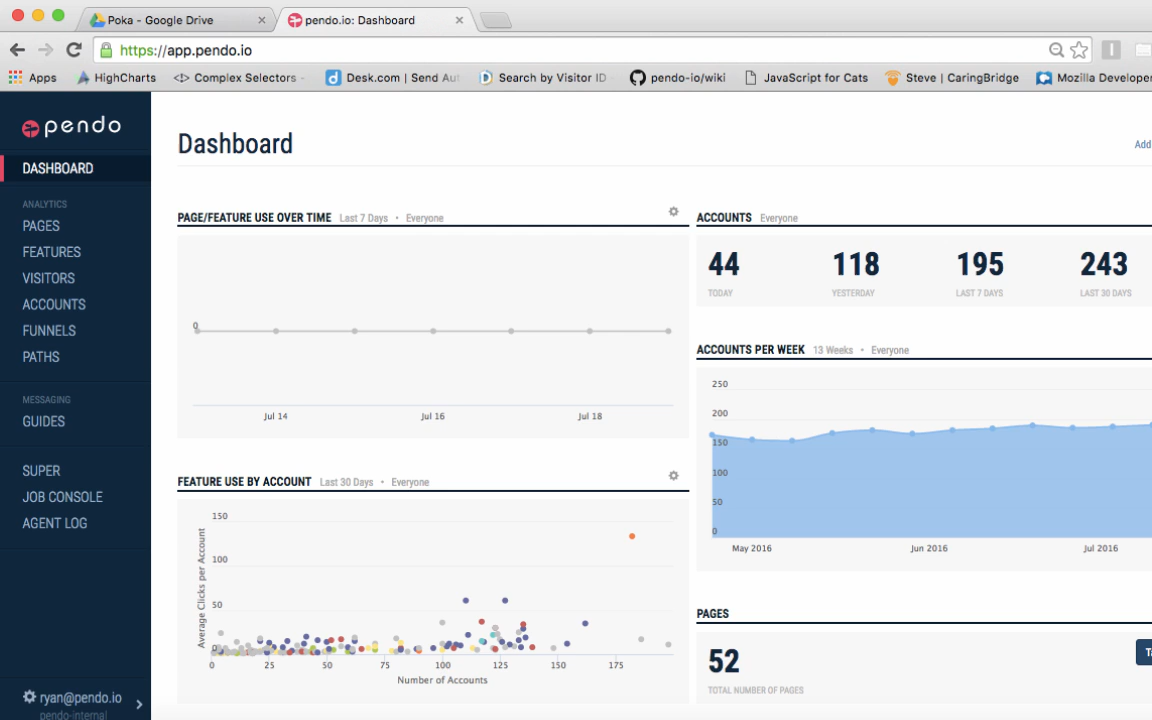 Poka - Google Drive
pendo.io: Dashboard
https://app.pendo.io
Apps HighCharts Complex Selectors - Desk.com | Send Aut Search by Visitor ID pendo-io/wiki JavaScript for Cats Steve | CaringBridge Mozilla Developer
pendo
DASHBOARD
ANALYTICS
PAGES
FEATURES
VISITORS
ACCOUNTS
FUNNELS
PATHS
MESSAGING
GUIDES
SUPER
JOB CONSOLE
AGENT LOG
ryan@pendo.io
pendo-internal
Dashboard
Add
PAGE/FEATURE USE OVER TIME Last 7 Days • Everyone
0
Jul 14 Jul 16 Jul 18
FEATURE USE BY ACCOUNT Last 30 Days • Everyone
Average Clicks per Account
150
100
50
0
0 25 50 75 100 125 150 175
Number of Accounts
ACCOUNTS Everyone
44 118 195 243
TODAY YESTERDAY LAST 7 DAYS LAST 30 DAYS
ACCOUNTS PER WEEK 13 Weeks • Everyone
250
200
150
100
50
0
May 2016 Jun 2016 Jul 2016
PAGES
52
TOTAL NUMBER OF PAGES